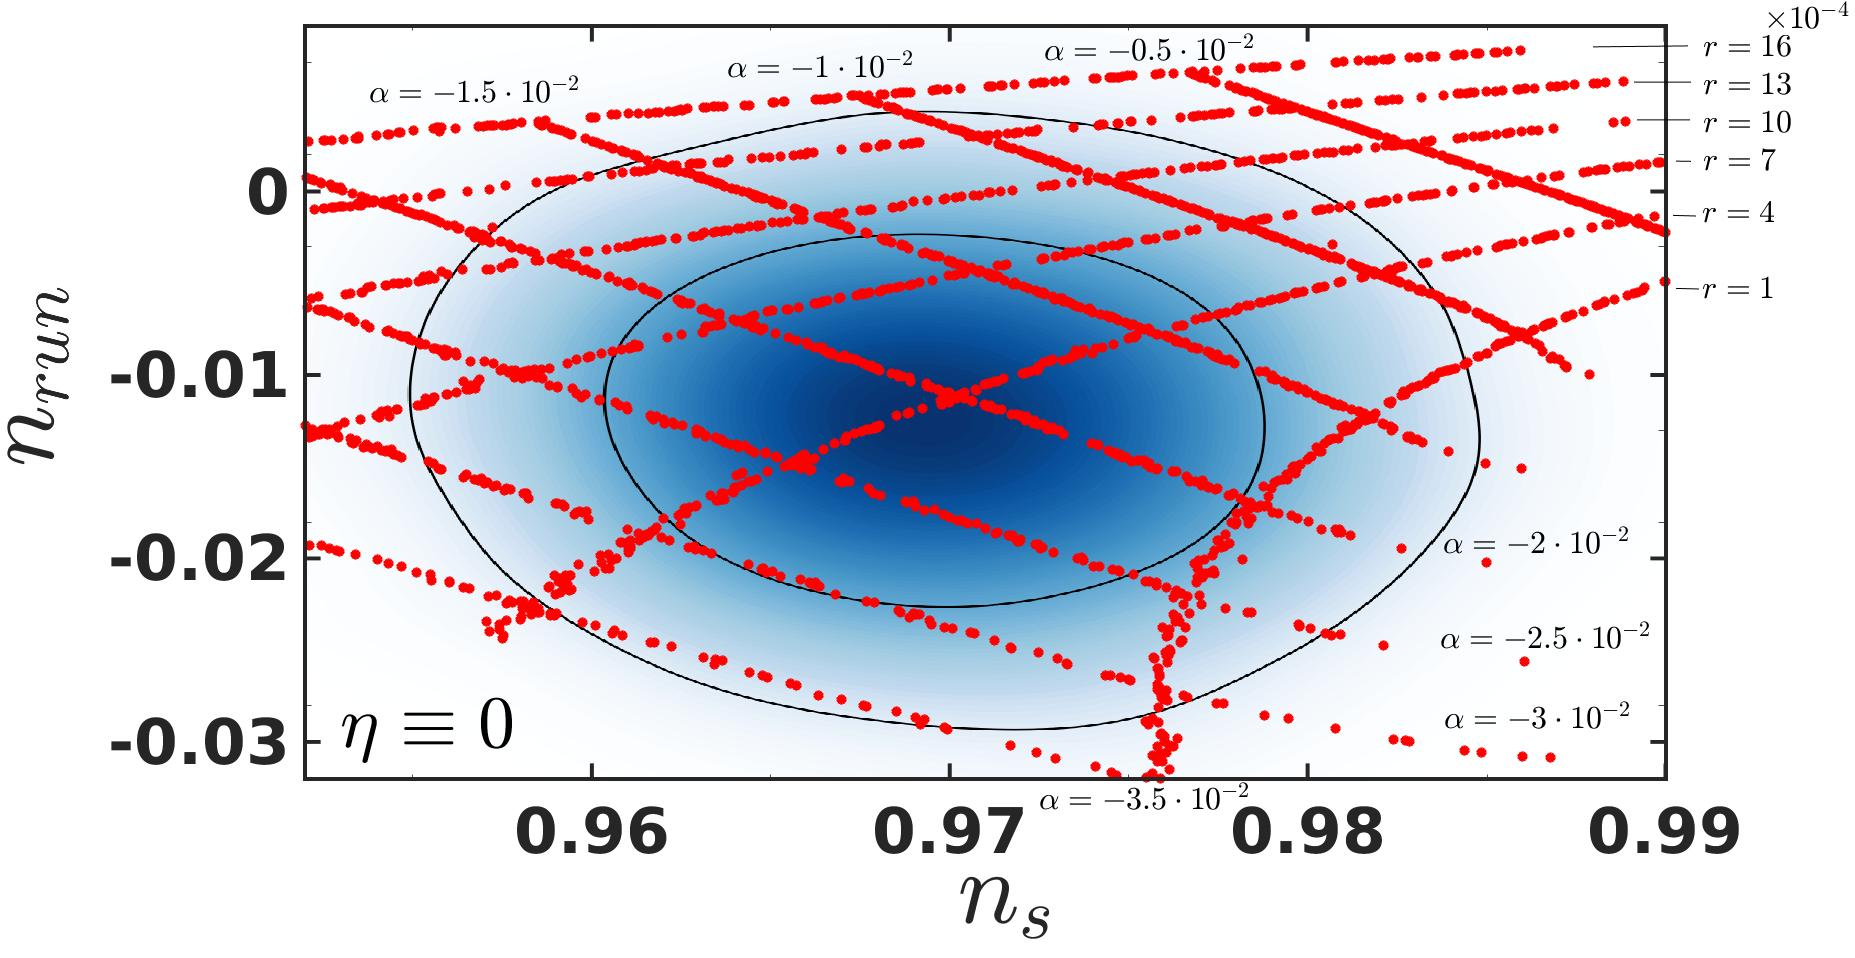 ×10⁻⁴
α = −1.5 · 10⁻²
α = −1 · 10⁻²
α = −0.5 · 10⁻²
r = 16
r = 13
r = 10
r = 7
r = 4
r = 1
0
-0.01
-0.02
-0.03
n_run
α = −2 · 10⁻²
α = −2.5 · 10⁻²
α = −3 · 10⁻²
η ≡ 0
α = −3.5 · 10⁻²
0.96 0.97 0.98 0.99
n_s